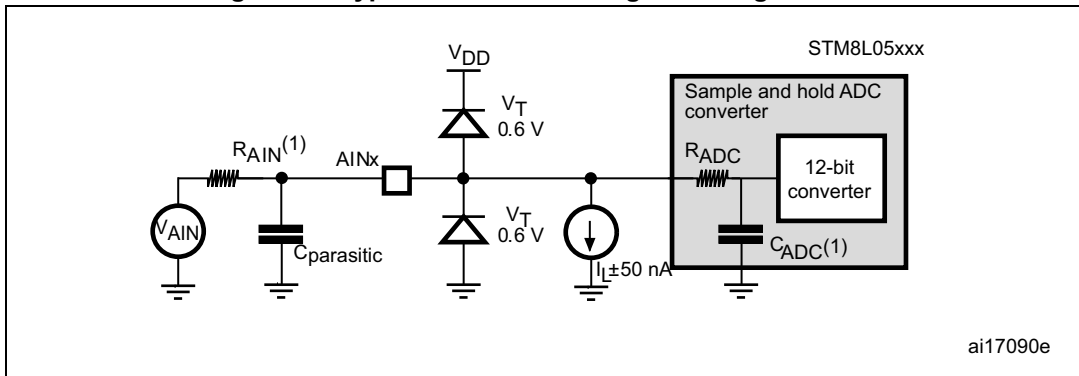 STM8L05xxx
VDD
Sample and hold ADC
converter
VT
0.6 V
RAIN(1)
AINx
RADC
12-bit
converter
VAIN
Cparasitic
VT
0.6 V
IL±50 nA
CADC(1)
ai17090e